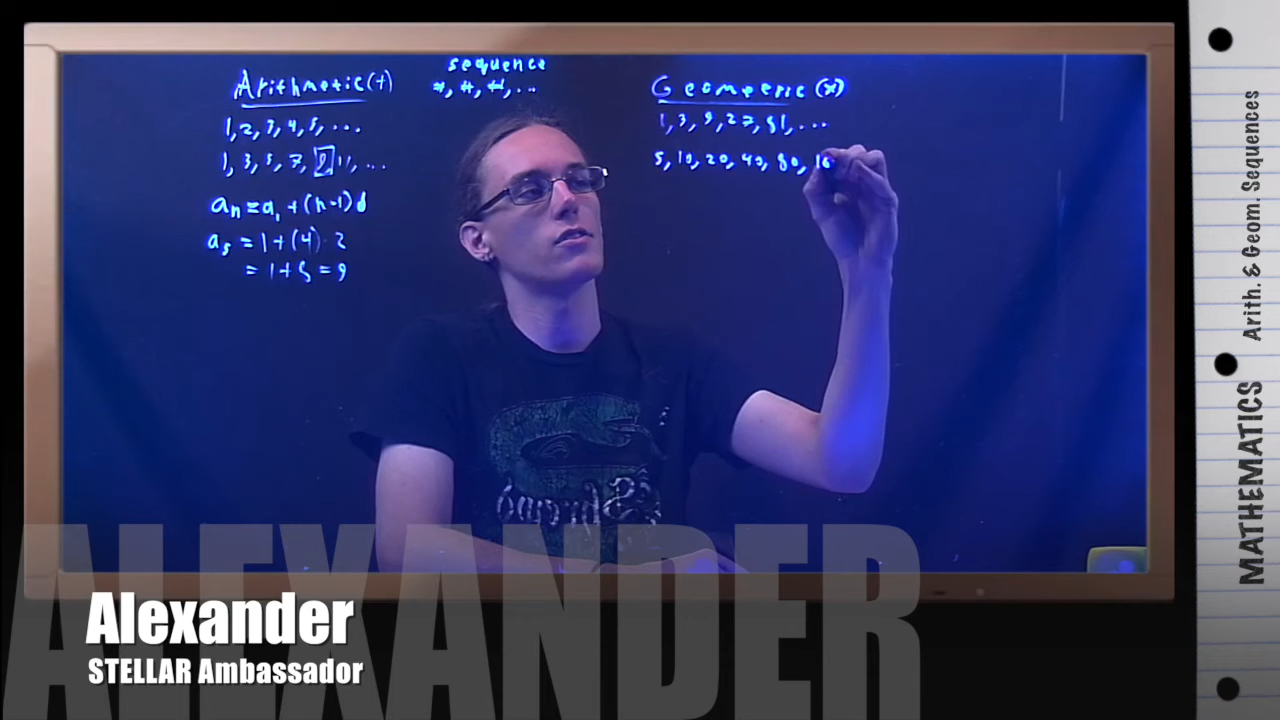 sequence
#, #, #, ...
Arithmetic (+)
1, 2, 3, 4, 5, ...
1, 3, 5, 7, 9, 11, ...
an = a1 + (n-1) d
a5 = 1 + (4) · 2
= 1 + 8 = 9
Geometric (x)
1, 3, 9, 27, 81, ...
5, 10, 20, 40, 80, 16
ALEXANDER
Alexander
STELLAR Ambassador
MATHEMATICS Arith. & Geom. Sequences